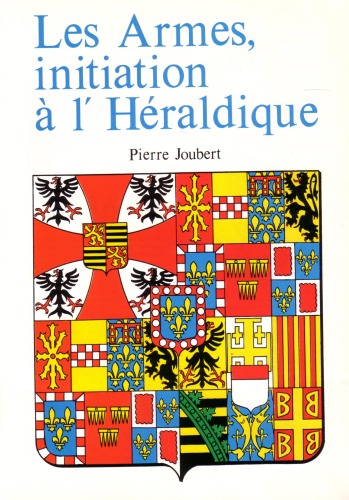 Les Armes,
initiation
à l' Héraldique
Pierre Joubert